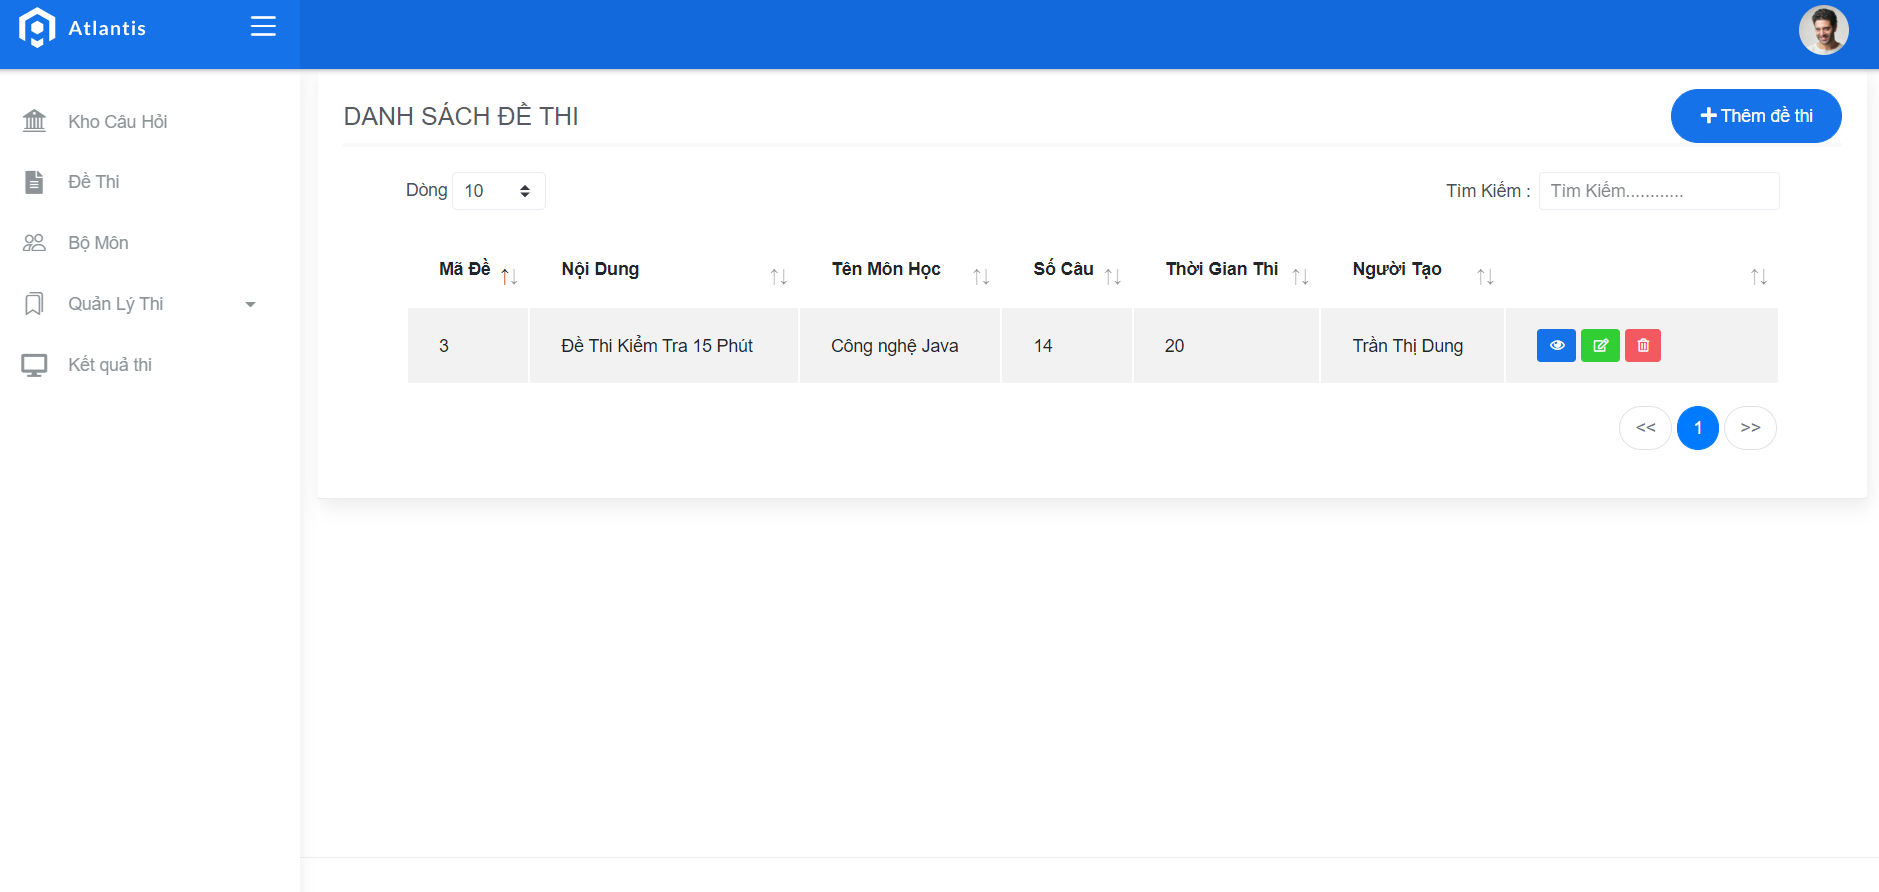 Atlantis
Kho Câu Hỏi
Đề Thi
Bộ Môn
Quản Lý Thi
Kết quả thi
DANH SÁCH ĐỀ THI
Thêm đề thi
Dòng 10
Tìm Kiếm : Tìm Kiếm............
Mã Đề Nội Dung Tên Môn Học Số Câu Thời Gian Thi Người Tạo
3 Đề Thi Kiểm Tra 15 Phút Công nghệ Java 14 20 Trần Thị Dung
<< 1 >>